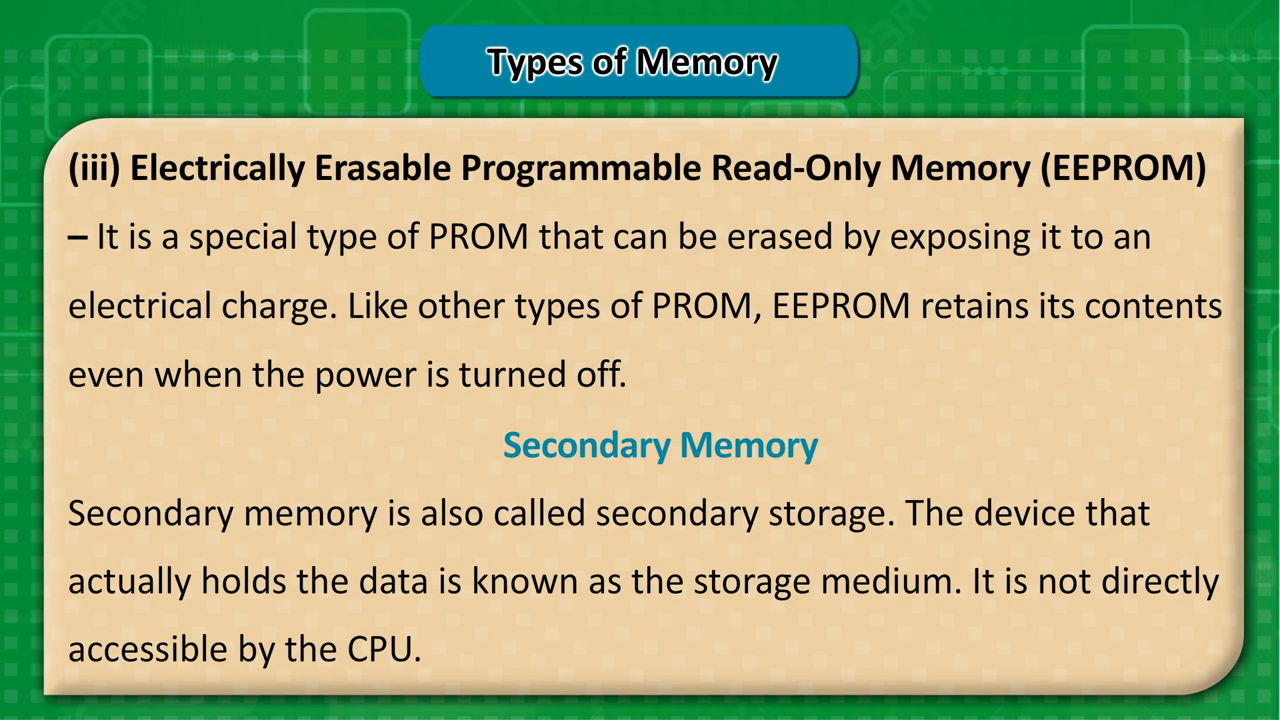 Types of Memory
(iii) Electrically Erasable Programmable Read-Only Memory (EEPROM)
– It is a special type of PROM that can be erased by exposing it to an
electrical charge. Like other types of PROM, EEPROM retains its contents
even when the power is turned off.
Secondary Memory
Secondary memory is also called secondary storage. The device that
actually holds the data is known as the storage medium. It is not directly
accessible by the CPU.